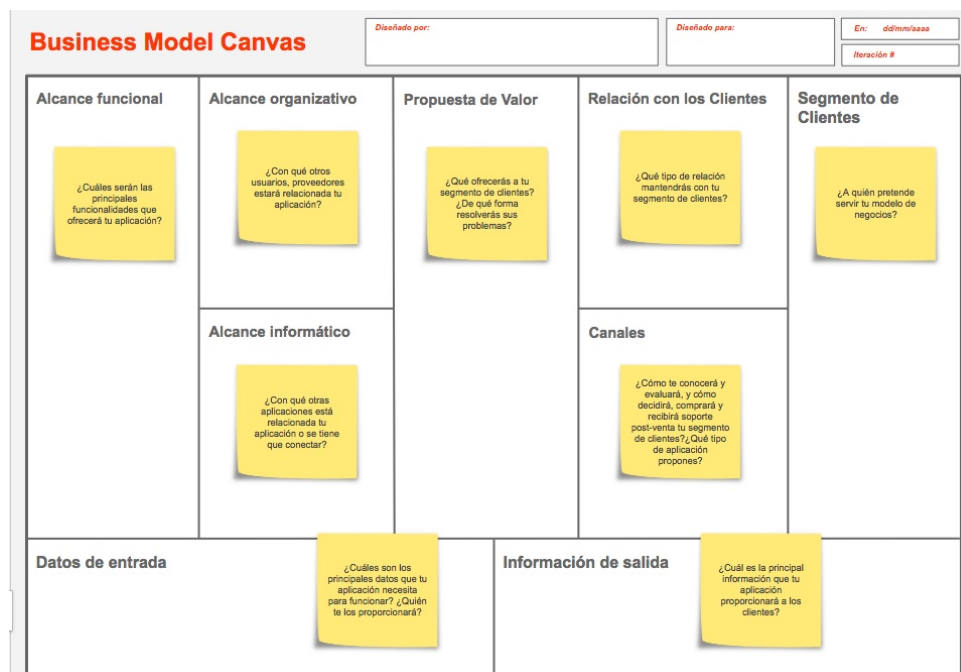 Business Model Canvas
Diseñado por:
Diseñado para:
En: dd/mm/aaaa
Iteración #
Alcance funcional
¿Cuáles serán las
principales
funcionalidades que
ofrecerá tu aplicación?
Alcance organizativo
¿Con qué otros
usuarios, proveedores
estará relacionada tu
aplicación?
Alcance informático
¿Con qué otras
aplicaciones está
relacionada tu
aplicación o se tiene
que conectar?
Propuesta de Valor
¿Qué ofrecerás a tu
segmento de clientes?
¿De qué forma
resolverás sus
problemas?
Relación con los Clientes
¿Qué tipo de relación
mantendrás con tu
segmento de clientes?
Canales
¿Cómo te conocerá y
evaluará, y cómo
decidirá, comprará y
recibirá soporte
post-venta tu segmento
de clientes?¿Qué tipo
de aplicación
propones?
Segmento de
Clientes
¿A quién pretende
servir tu modelo de
negocios?
Datos de entrada
¿Cuáles son los
principales datos que tu
aplicación necesita
para funcionar? ¿Quién
te los proporcionará?
Información de salida
¿Cuál es la principal
información que tu
aplicación
proporcionará a los
clientes?